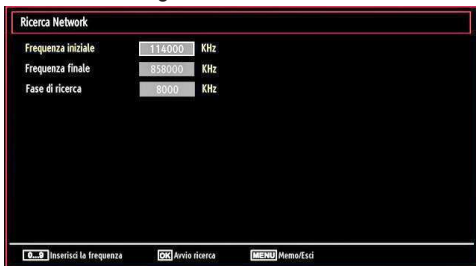 Ricerca Network
Frequenza iniziale 114000 KHz
Frequenza finale 858000 KHz
Fase di ricerca 8000 KHz
0...9 Inserisci la frequenza OK Avvio ricerca MENU Memo/Esci